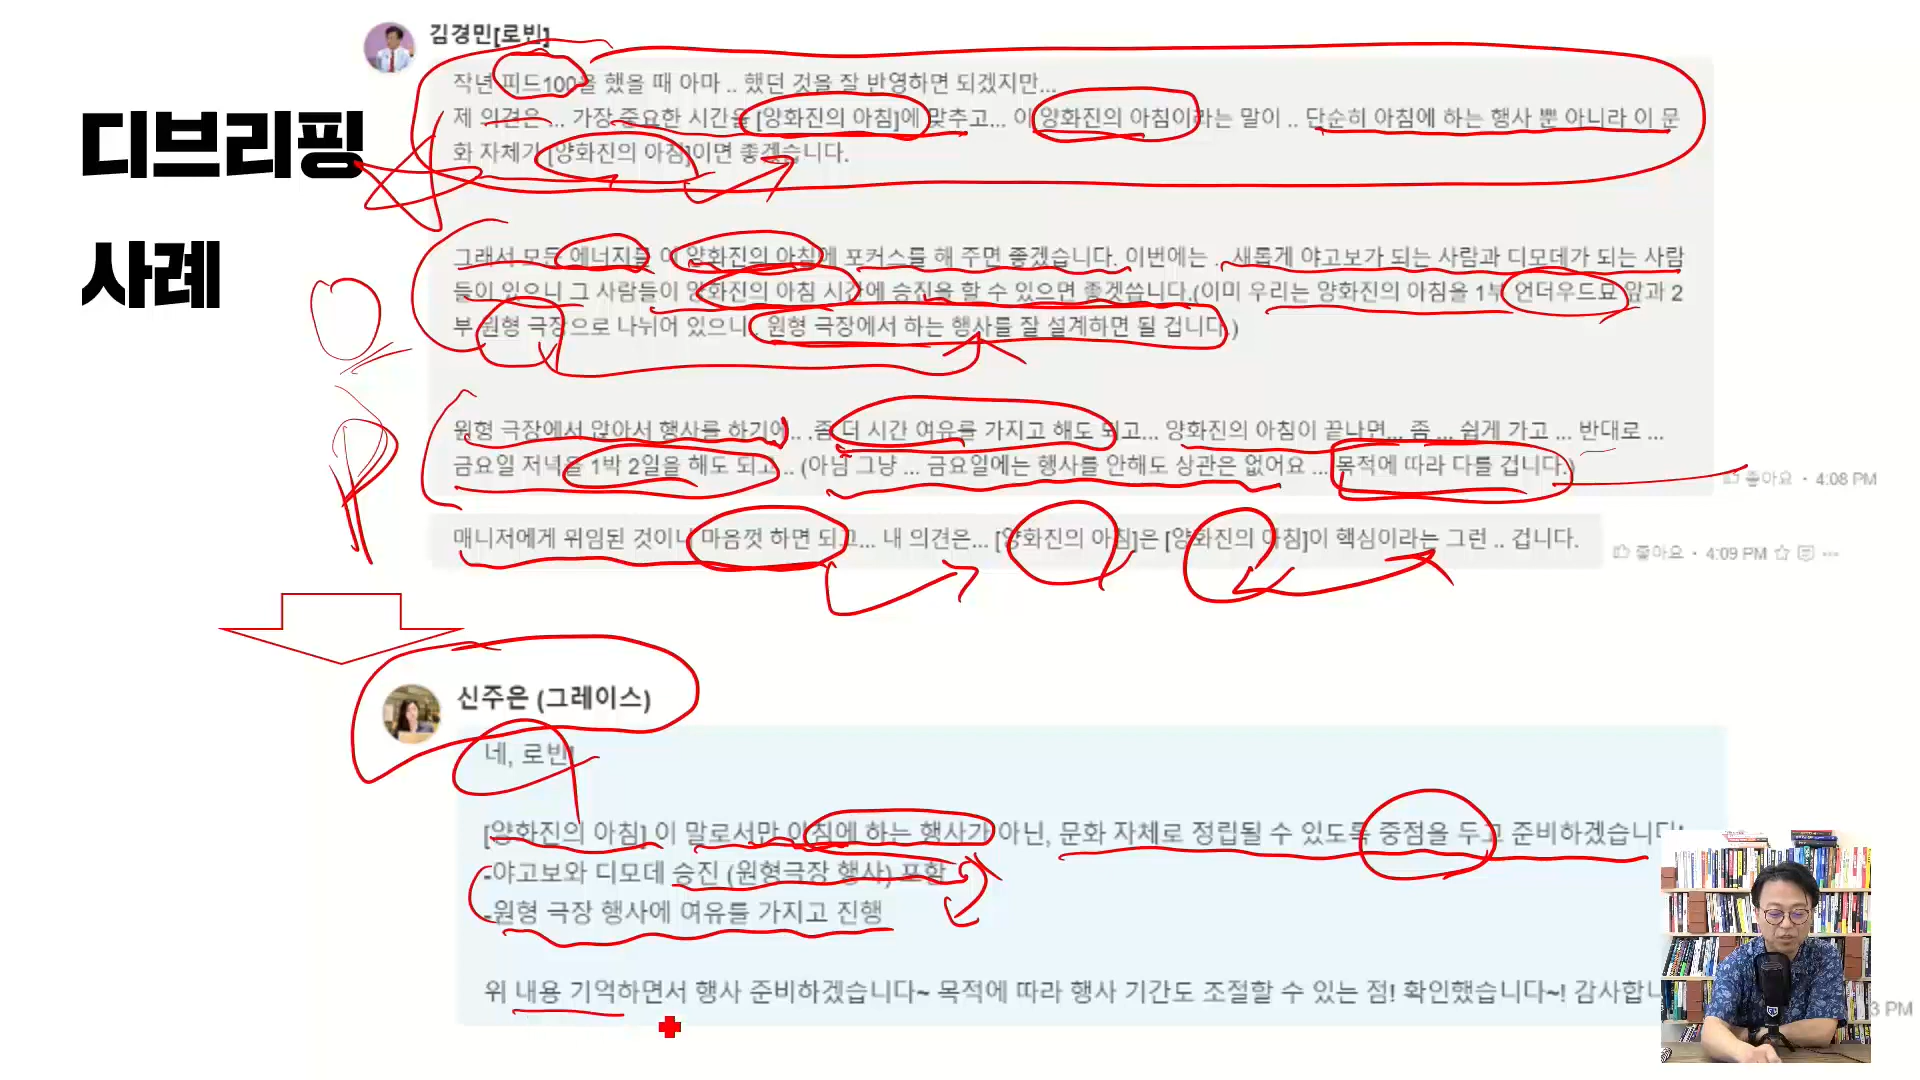 디브리핑
사례
김경민[로빈]
작년 피드100을 했을 때 아마 .. 했던 것을 잘 반영하면 되겠지만...
제 의견은 ... 가장 중요한 시간을 [양화진의 아침]에 맞추고... 이 양화진의 아침이라는 말이 .. 단순히 아침에 하는 행사 뿐 아니라 이 문
화 자체가 [양화진의 아침]이면 좋겠습니다.
그래서 모든 에너지를 이 양화진의 아침에 포커스를 해 주면 좋겠습니다. 이번에는 .. 새롭게 야고보가 되는 사람과 디모데가 되는 사람
들이 있으니 그 사람들이 양화진의 아침 시간에 승진을 할 수 있으면 좋겠씁니다.(이미 우리는 양화진의 아침을 1부 언더우드묘 앞과 2
부 원형 극장으로 나뉘어 있으니 . 원형 극장에서 하는 행사를 잘 설계하면 될 겁니다.)
원형 극장에서 앉아서 행사를 하기에.. .좀 더 시간 여유를 가지고 해도 되고... 양화진의 아침이 끝나면... 좀 ... 쉽게 가고 ... 반대로 ...
금요일 저녁을 1박 2일을 해도 되고 .. (아님 그냥 ... 금요일에는 행사를 안해도 상관은 없어요 ... 목적에 따라 다를 겁니다.)
좋아요 • 4:08 PM
매니저에게 위임된 것이니 마음껏 하면 되고... 내 의견은... [양화진의 아침]은 [양화진의 아침]이 핵심이라는 그런 .. 겁니다.
좋아요 • 4:09 PM
신주은 (그레이스)
네, 로빈!
[양화진의 아침] 이 말로서만 아침에 하는 행사가 아닌, 문화 자체로 정립될 수 있도록 중점을 두고 준비하겠습니다!
-야고보와 디모데 승진 (원형극장 행사) 포함
-원형 극장 행사에 여유를 가지고 진행
위 내용 기억하면서 행사 준비하겠습니다~ 목적에 따라 행사 기간도 조절할 수 있는 점! 확인했습니다~! 감사합니
3 PM